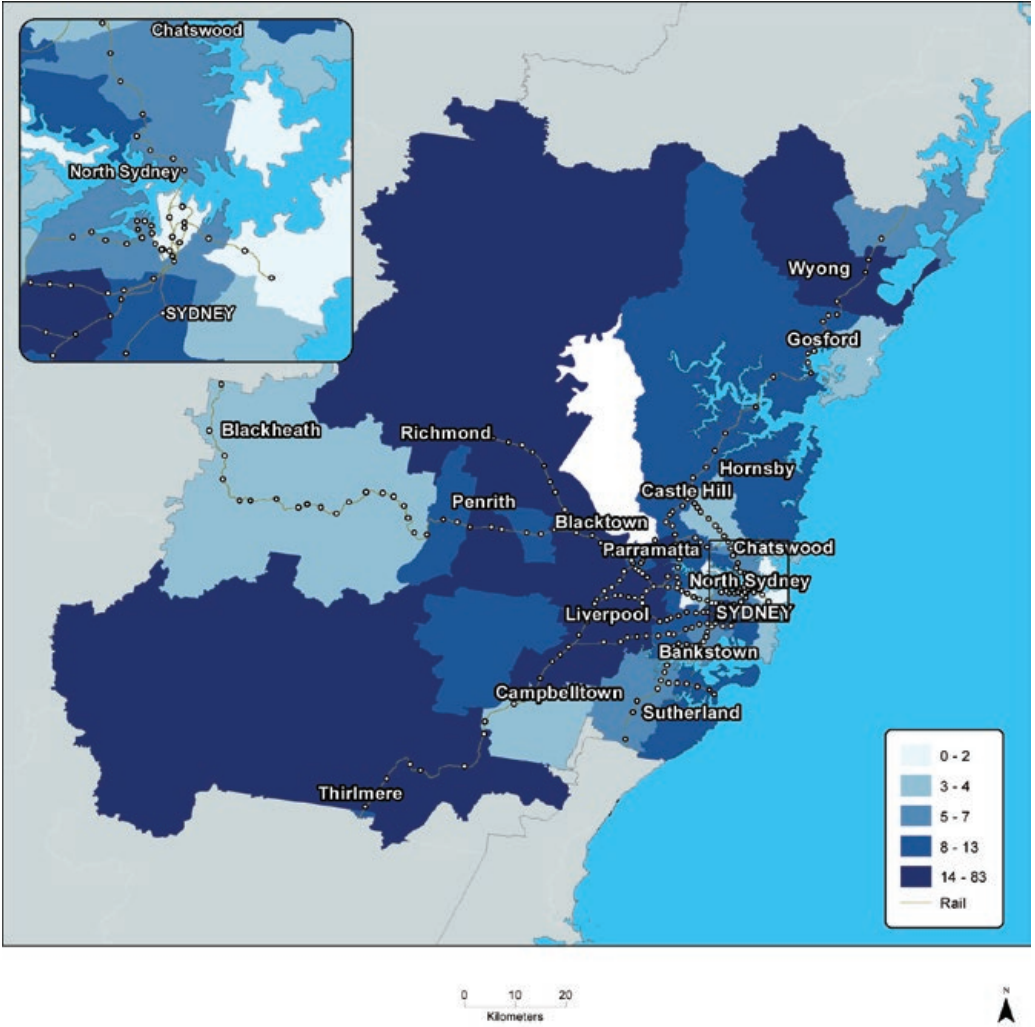 Chatswood
North Sydney
SYDNEY
Wyong
Gosford
Blackheath
Richmond
Hornsby
Castle Hill
Penrith
Blacktown
Parramatta
Chatswood
North Sydney
Liverpool
SYDNEY
Bankstown
Campbelltown
Sutherland
Thirlmere
0 - 2
3 - 4
5 - 7
8 - 13
14 - 83
Rail
0 10 20
Kilometers
N